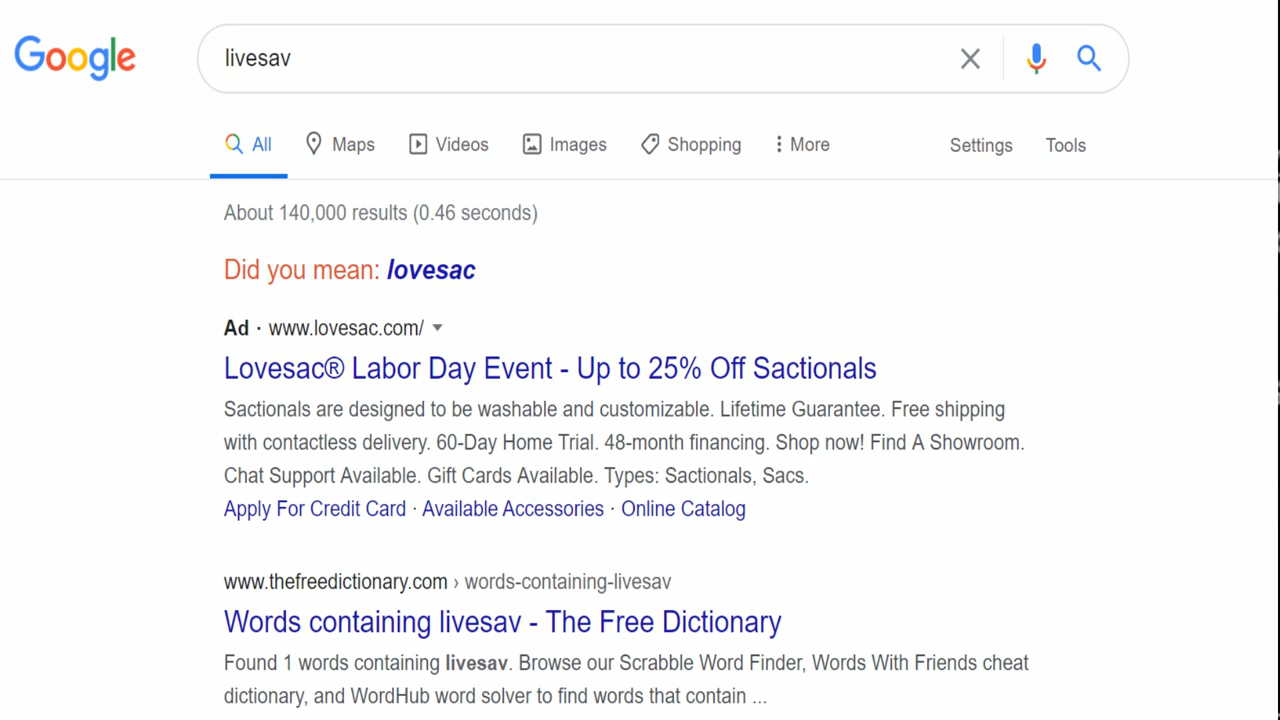 Google
livesav
All Maps Videos Images Shopping More Settings Tools
About 140,000 results (0.46 seconds)
Did you mean: lovesac
Ad · www.lovesac.com/
Lovesac® Labor Day Event - Up to 25% Off Sactionals
Sactionals are designed to be washable and customizable. Lifetime Guarantee. Free shipping
with contactless delivery. 60-Day Home Trial. 48-month financing. Shop now! Find A Showroom.
Chat Support Available. Gift Cards Available. Types: Sactionals, Sacs.
Apply For Credit Card · Available Accessories · Online Catalog
www.thefreedictionary.com › words-containing-livesav
Words containing livesav - The Free Dictionary
Found 1 words containing livesav. Browse our Scrabble Word Finder, Words With Friends cheat
dictionary, and WordHub word solver to find words that contain ...